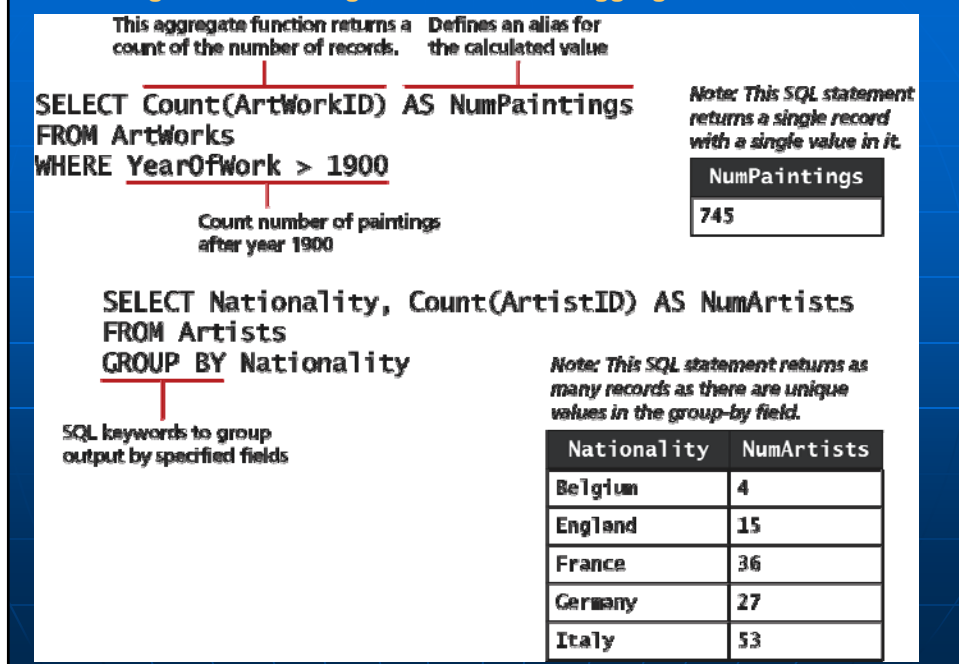 This aggregate function returns a
count of the number of records.
Defines an alias for
the calculated value
SELECT Count(ArtWorkID) AS NumPaintings
FROM ArtWorks
WHERE YearOfWork > 1900
Note: This SQL statement
returns a single record
with a single value in it.
NumPaintings
745
Count number of paintings
after year 1900
SELECT Nationality, Count(ArtistID) AS NumArtists
FROM Artists
GROUP BY Nationality
Note: This SQL statement returns as
many records as there are unique
values in the group-by field.
SQL keywords to group
output by specified fields
Nationality NumArtists
Belgium 4
England 15
France 36
Germany 27
Italy 53